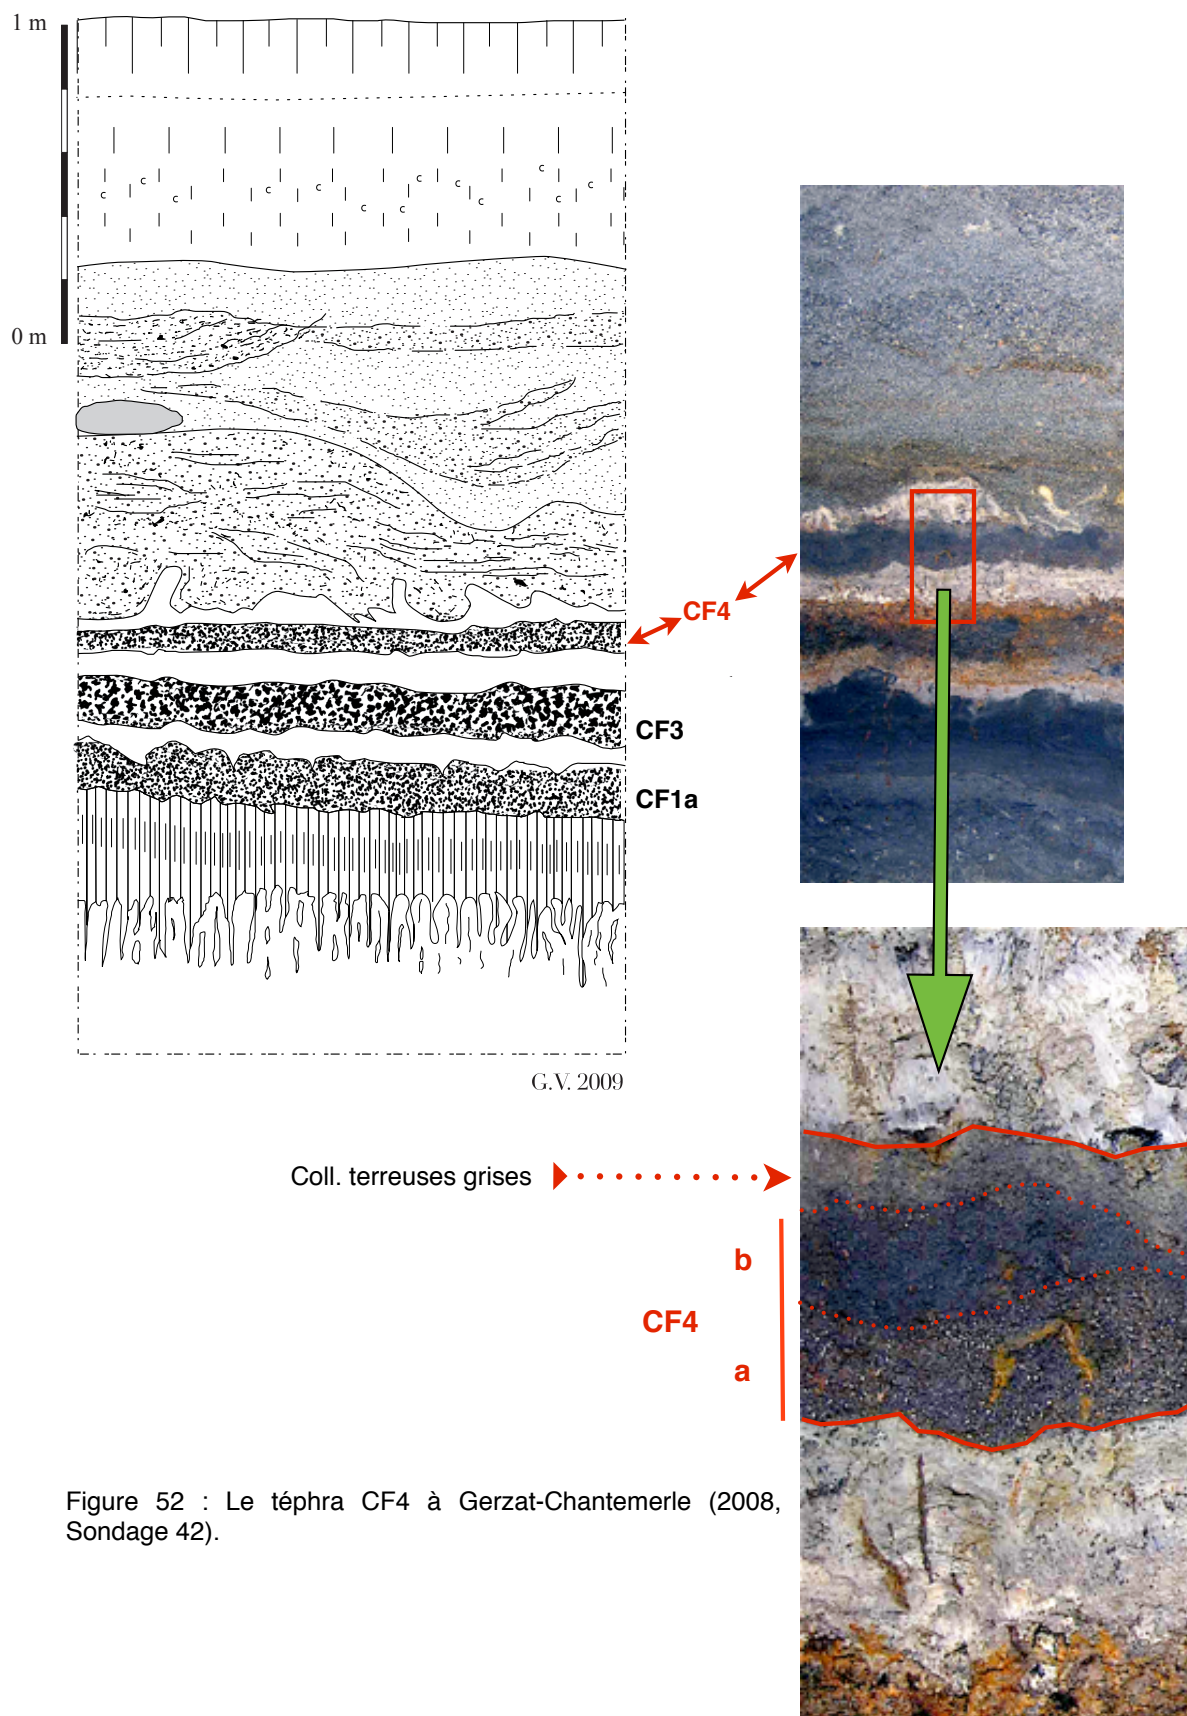 1 m
c
c
c
c
c
c
c
c
c
c
c
c
c
c
0 m
CF4
CF3
CF1a
G.V. 2009
Coll. terreuses grises
b
CF4
a
Figure 52 : Le téphra CF4 à Gerzat-Chantemerle (2008,
Sondage 42).